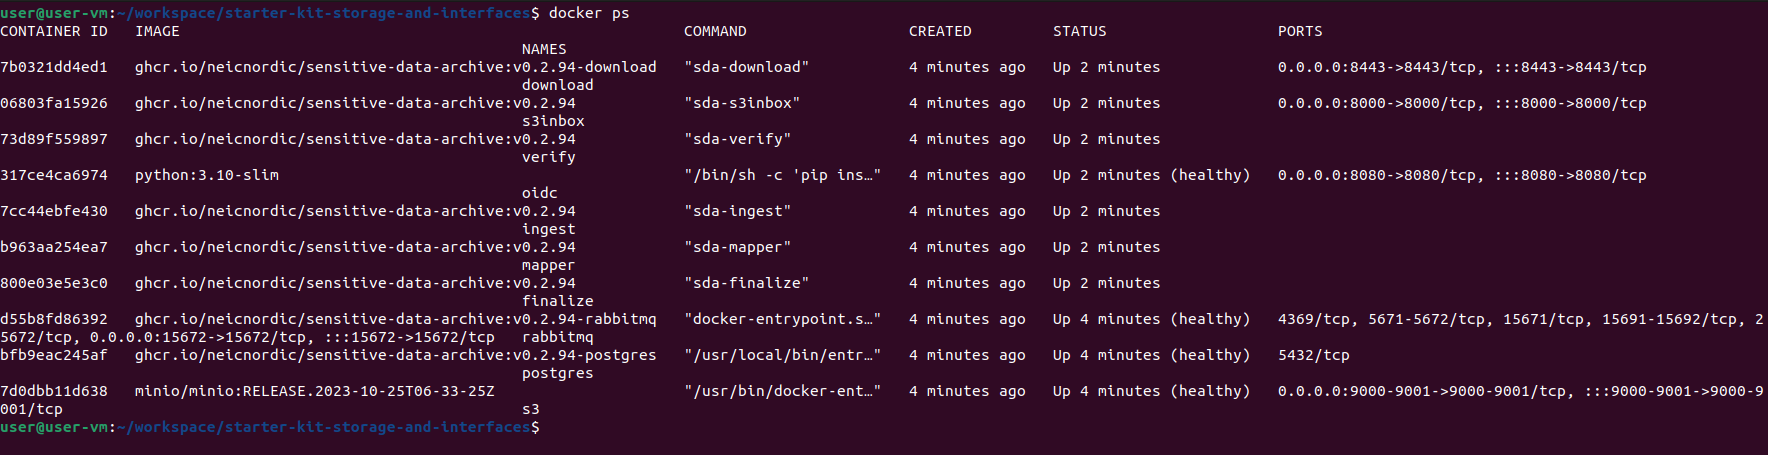 user@user-vm:~/workspace/starter-kit-storage-and-interfaces$ docker ps
CONTAINER ID   IMAGE                                                        COMMAND                  CREATED         STATUS                   PORTS
                                                          NAMES
7b0321dd4ed1   ghcr.io/neicnordic/sensitive-data-archive:v0.2.94-download   "sda-download"           4 minutes ago   Up 2 minutes             0.0.0.0:8443->8443/tcp, :::8443->8443/tcp
                                                          download
06803fa15926   ghcr.io/neicnordic/sensitive-data-archive:v0.2.94            "sda-s3inbox"            4 minutes ago   Up 2 minutes             0.0.0.0:8000->8000/tcp, :::8000->8000/tcp
                                                          s3inbox
73d89f559897   ghcr.io/neicnordic/sensitive-data-archive:v0.2.94            "sda-verify"             4 minutes ago   Up 2 minutes
                                                          verify
317ce4ca6974   python:3.10-slim                                             "/bin/sh -c 'pip ins…"   4 minutes ago   Up 2 minutes (healthy)   0.0.0.0:8080->8080/tcp, :::8080->8080/tcp
                                                          oidc
7cc44ebfe430   ghcr.io/neicnordic/sensitive-data-archive:v0.2.94            "sda-ingest"             4 minutes ago   Up 2 minutes
                                                          ingest
b963aa254ea7   ghcr.io/neicnordic/sensitive-data-archive:v0.2.94            "sda-mapper"             4 minutes ago   Up 2 minutes
                                                          mapper
800e03e5e3c0   ghcr.io/neicnordic/sensitive-data-archive:v0.2.94            "sda-finalize"           4 minutes ago   Up 2 minutes
                                                          finalize
d55b8fd86392   ghcr.io/neicnordic/sensitive-data-archive:v0.2.94-rabbitmq   "docker-entrypoint.s…"   4 minutes ago   Up 4 minutes (healthy)   4369/tcp, 5671-5672/tcp, 15671/tcp, 15691-15692/tcp, 2
5672/tcp, 0.0.0.0:15672->15672/tcp, :::15672->15672/tcp   rabbitmq
bfb9eac245af   ghcr.io/neicnordic/sensitive-data-archive:v0.2.94-postgres   "/usr/local/bin/entr…"   4 minutes ago   Up 4 minutes (healthy)   5432/tcp
                                                          postgres
7d0dbb11d638   minio/minio:RELEASE.2023-10-25T06-33-25Z                     "/usr/bin/docker-ent…"   4 minutes ago   Up 4 minutes (healthy)   0.0.0.0:9000-9001->9000-9001/tcp, :::9000-9001->9000-9
001/tcp                                                   s3
user@user-vm:~/workspace/starter-kit-storage-and-interfaces$